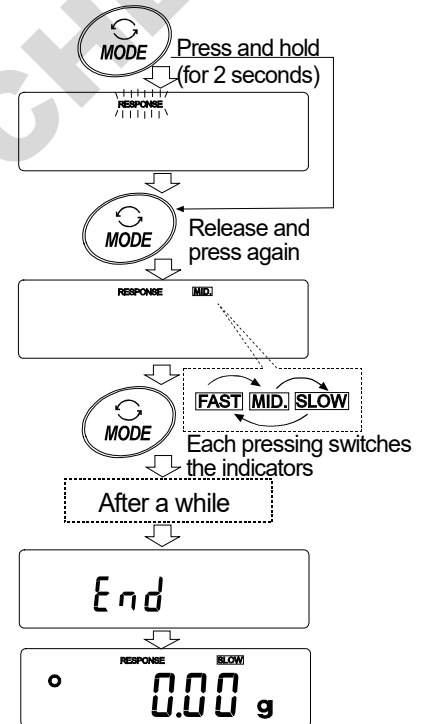 MODE
Press and hold
(for 2 seconds)
RESPONSE
MODE
Release and
press again
RESPONSE MID.
FAST MID. SLOW
MODE
Each pressing switches
the indicators
After a while
End
RESPONSE SLOW
0.00 g